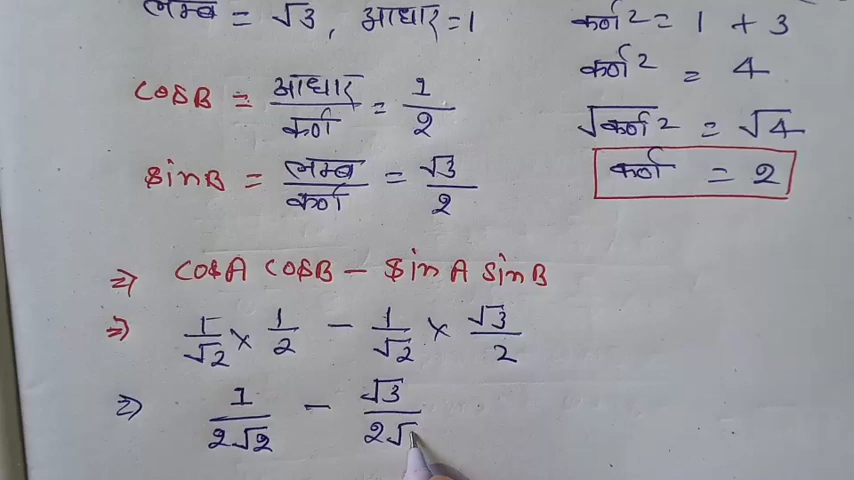 लम्ब = √3, आधार = 1
cosB = आधार/कर्ण = 1/2
sinB = लम्ब/कर्ण = √3/2
कर्ण² = 1 + 3
कर्ण² = 4
√कर्ण² = √4
कर्ण = 2
⇒ cosA cosB - sinA sinB
⇒ 1/√2 × 1/2 - 1/√2 × √3/2
⇒ 1/2√2 - √3/2√